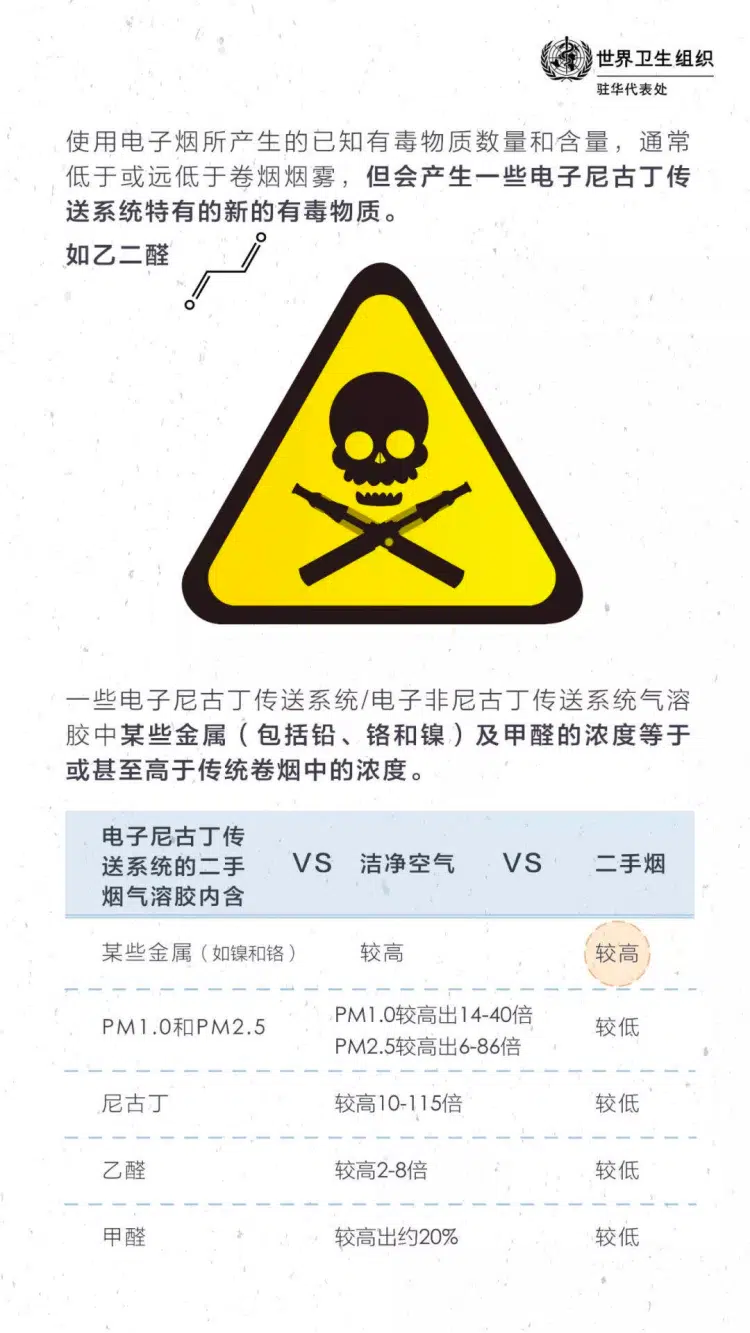 世界卫生组织
驻华代表处
使用电子烟所产生的已知有毒物质数量和含量，通常
低于或远低于卷烟烟雾，但会产生一些电子尼古丁传
送系统特有的新的有毒物质。
如乙二醛
O
O
一些电子尼古丁传送系统/电子非尼古丁传送系统气溶
胶中某些金属（包括铅、铬和镍）及甲醛的浓度等于
或甚至高于传统卷烟中的浓度。
电子尼古丁传
送系统的二手
烟气溶胶内含
VS
洁净空气
VS
二手烟
某些金属（如镍和铬）
较高
较高
PM1.0和PM2.5
PM1.0较高出14-40倍
PM2.5较高出6-86倍
较低
尼古丁
较高10-115倍
较低
乙醛
较高2-8倍
较低
甲醛
较高出约20%
较低